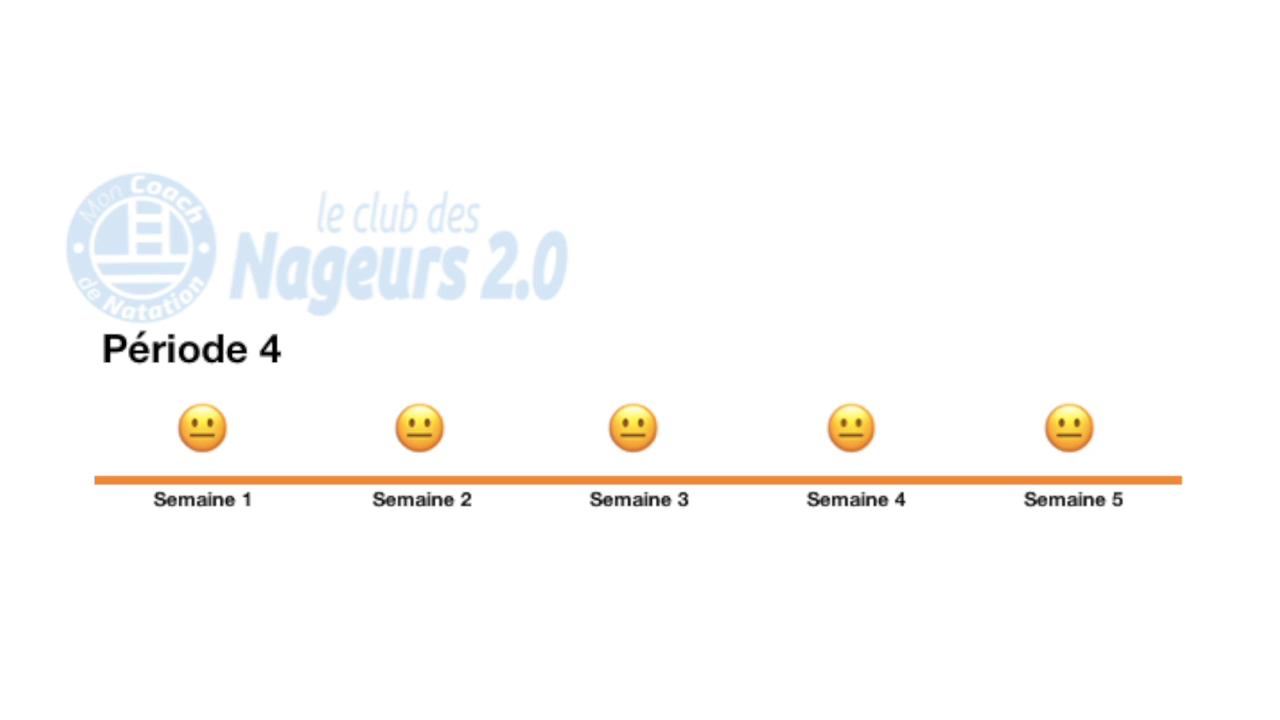 Mon Coach
de Natation
le club des
Nageurs 2.0
Période 4
Semaine 1 Semaine 2 Semaine 3 Semaine 4 Semaine 5